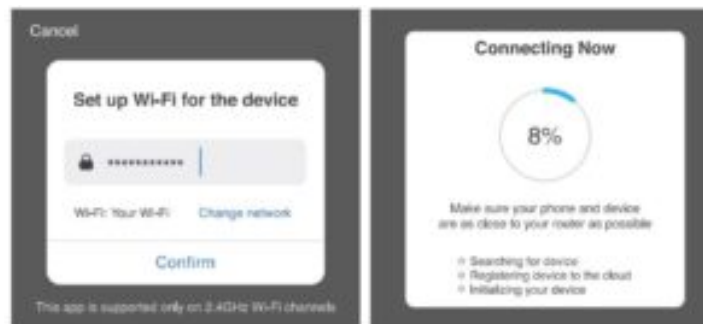 Cancel
Set up Wi-Fi for the device
***********
Wi-Fi: Your Wi-Fi Change network
Confirm
This app is supported only on 2.4GHz Wi-Fi channels
Connecting Now
8%
Make sure your phone and device
are as close to your router as possible
Searching for device
Registering device to the cloud
Initializing your device